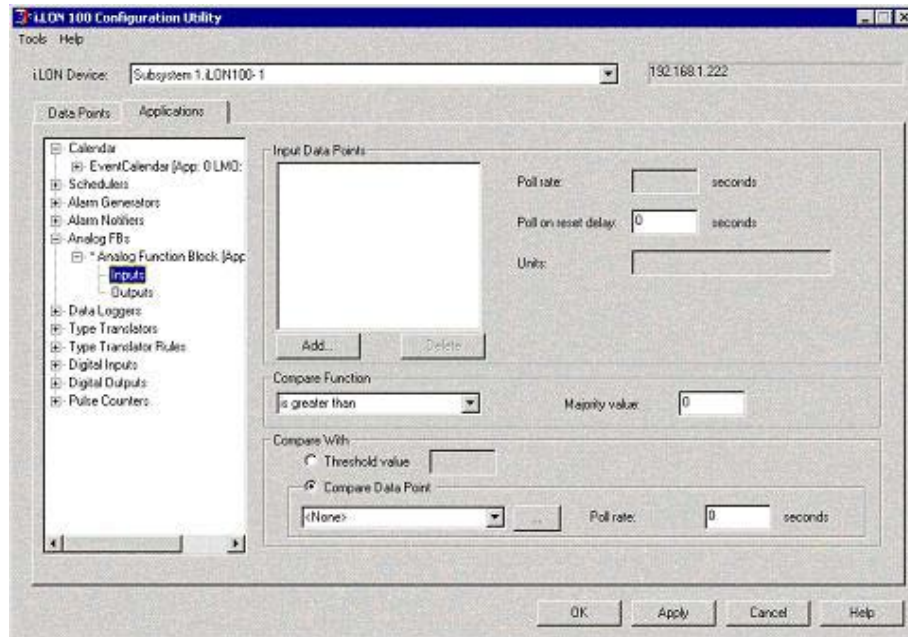 i.LON 100 Configuration Utility
Tools Help
i.LON Device: Subsystem 1.iLON100-1 192.168.1.222
Data Points Applications
Calendar
EventCalendar [App: 0 LMO:
Schedulers
Alarm Generators
Alarm Notifiers
Analog FBs
* Analog Function Block [App
Inputs
Outputs
Data Loggers
Type Translators
Type Translator Rules
Digital Inputs
Digital Outputs
Pulse Counters
Input Data Points
Add... Delete
Poll rate: seconds
Poll on reset delay: 0 seconds
Units:
Compare Function
is greater than Majority value: 0
Compare With
Threshold value
Compare Data Point
<None> ... Poll rate: 0 seconds
OK Apply Cancel Help